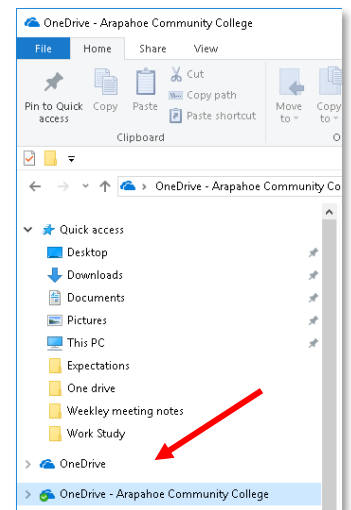 OneDrive - Arapahoe Community College
File Home Share View
Pin to Quick access
Copy
Paste
Cut
Copy path
Paste shortcut
Move to
Copy to
Clipboard
O
OneDrive - Arapahoe Community Co
Quick access
Desktop
Downloads
Documents
Pictures
This PC
Expectations
One drive
Weekley meeting notes
Work Study
OneDrive
OneDrive - Arapahoe Community College